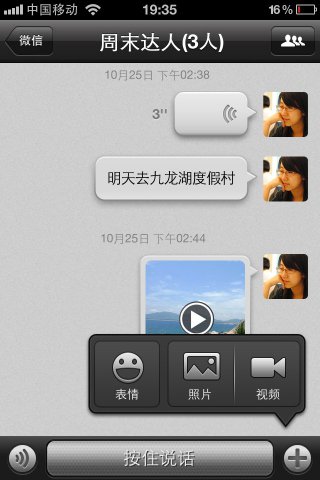 中国移动 19:35 16%
微信 周末达人(3人)
10月25日 下午02:38
3"
明天去九龙湖度假村
10月25日 下午02:44
表情 照片 视频
按住说话